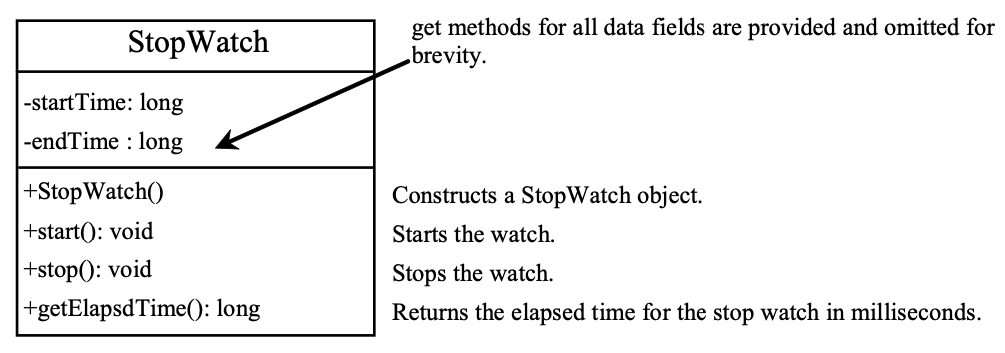 StopWatch
get methods for all data fields are provided and omitted for
brevity.
-startTime: long
-endTime : long
+StopWatch()
Constructs a StopWatch object.
+start(): void
Starts the watch.
+stop(): void
Stops the watch.
+getElapsdTime(): long
Returns the elapsed time for the stop watch in milliseconds.